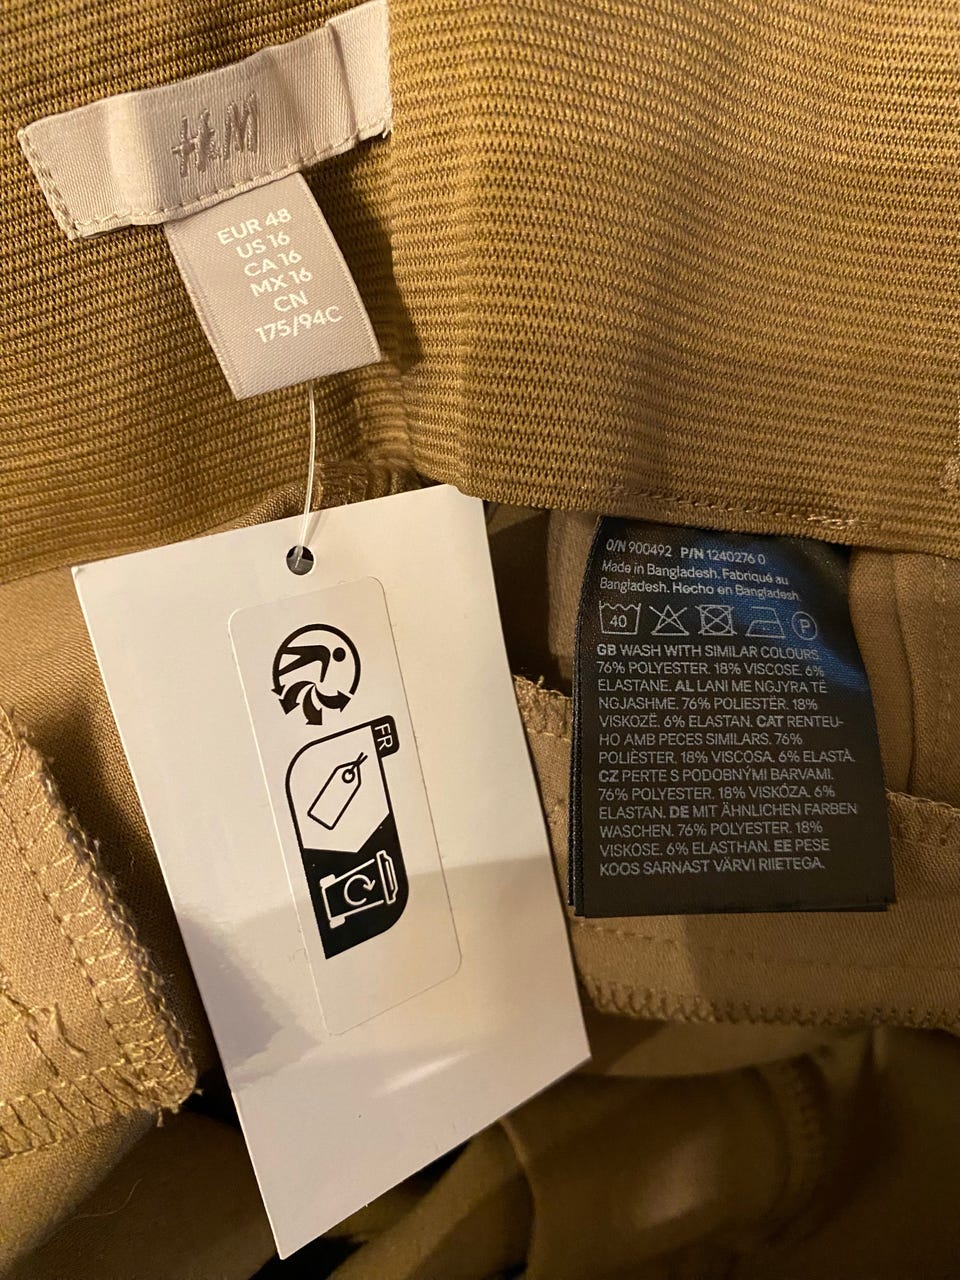 H&M
EUR 48
US 16
CA 16
MX 16
CN
175/94C
FR
O/N 900492 P/N 1240276 0
Made in Bangladesh. Fabriqué au
Bangladesh. Hecho en Bangladesh.
40
P
GB WASH WITH SIMILAR COLOURS.
76% POLYESTER. 18% VISCOSE. 6%
ELASTANE. AL LANI ME NGJYRA TË
NGJASHME. 76% POLIESTËR. 18%
VISKOZË. 6% ELASTAN. CAT RENTEU-
HO AMB PECES SIMILARS. 76%
POLIÈSTER. 18% VISCOSA. 6% ELASTÀ.
CZ PERTE S PODOBNÝMI BARVAMI.
76% POLYESTER. 18% VISKÓZA. 6%
ELASTAN. DE MIT ÄHNLICHEN FARBEN
WASCHEN. 76% POLYESTER. 18%
VISKOSE. 6% ELASTHAN. EE PESE
KOOS SARNAST VÄRVI RIIETEGA.